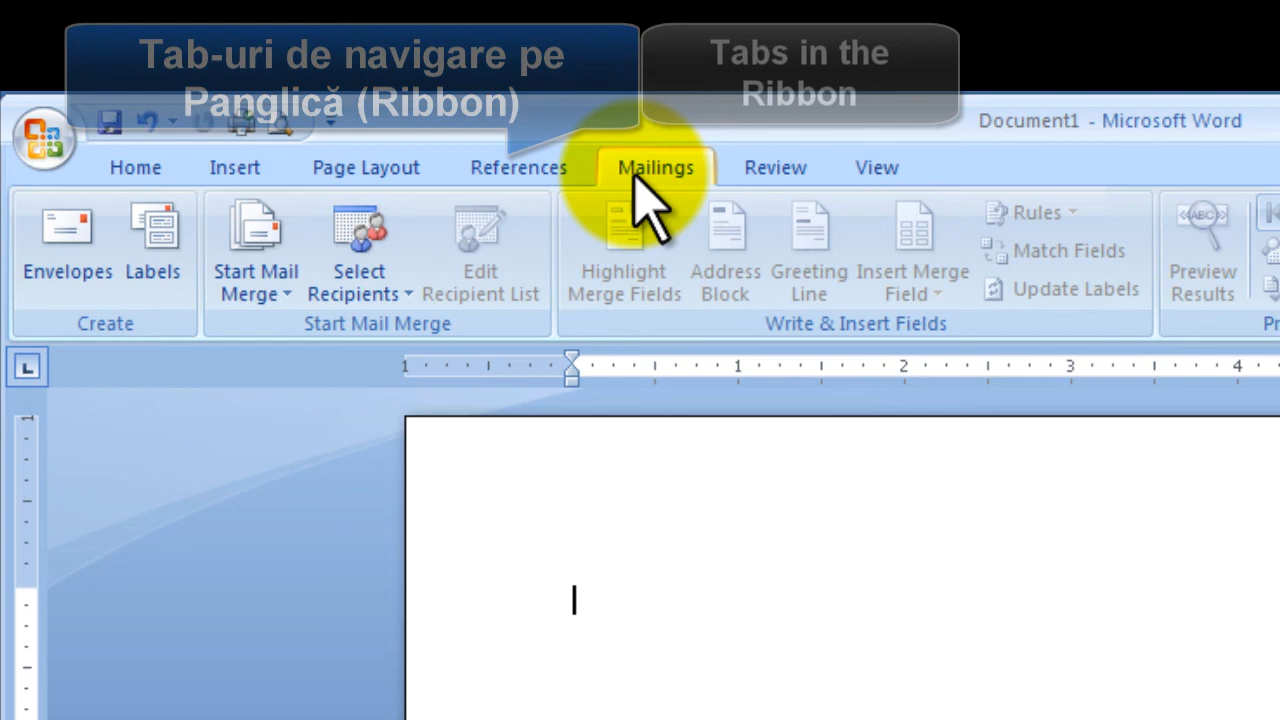 Tab-uri de navigare pe
Panglică (Ribbon)
Tabs in the
Ribbon
Document1 - Microsoft Word
Home Insert Page Layout References Mailings Review View
Envelopes Labels
Create
Start Mail
Merge
Select
Recipients
Edit
Recipient List
Start Mail Merge
Highlight
Merge Fields
Address
Block
Greeting
Line
Insert Merge
Field
Rules
Match Fields
Update Labels
Write & Insert Fields
ABC
Preview
Results
Pr
L
1 1 2 3 4
1